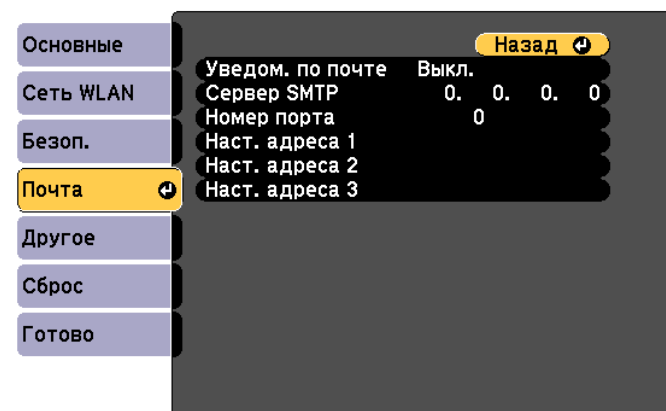 Основные
Сеть WLAN
Безоп.
Почта
Другое
Сброс
Готово
Назад
Уведом. по почте Выкл.
Сервер SMTP 0. 0. 0. 0
Номер порта 0
Наст. адреса 1
Наст. адреса 2
Наст. адреса 3